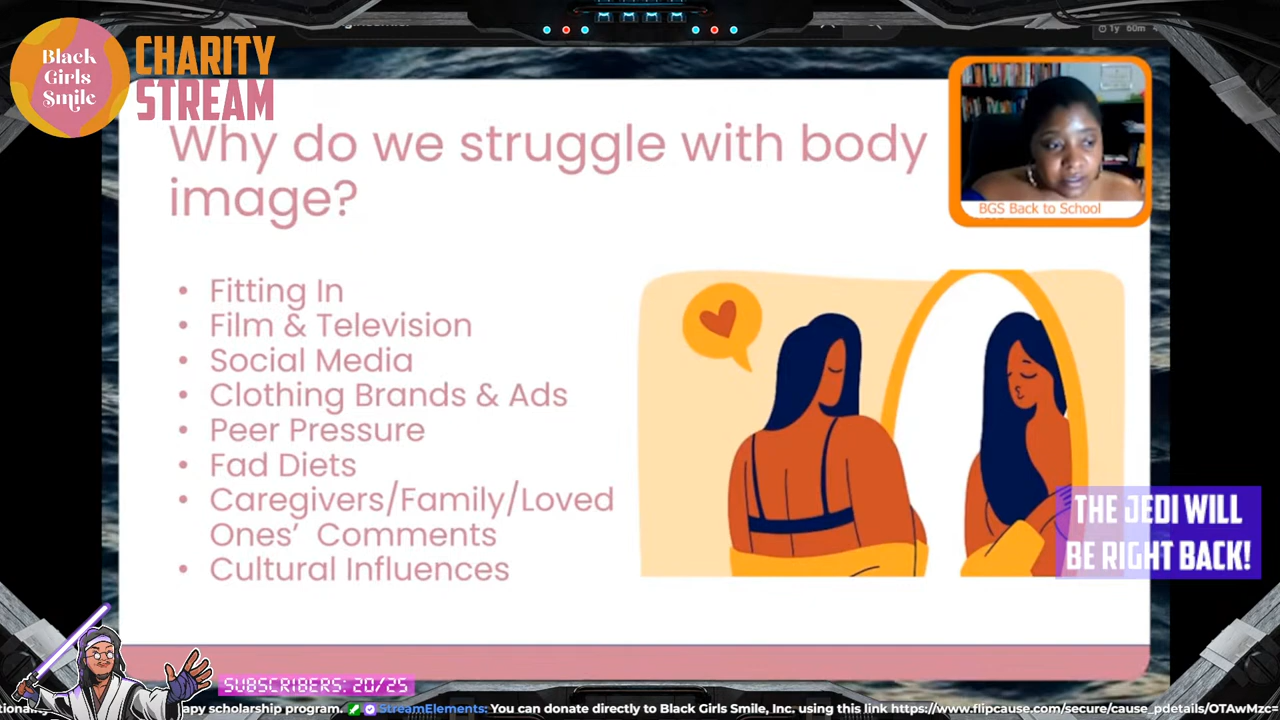 Black
Girls
Smile
CHARITY
STREAM
1y 60m
Why do we struggle with body
image?
BGS Back to School
• Fitting In
• Film & Television
• Social Media
• Clothing Brands & Ads
• Peer Pressure
• Fad Diets
• Caregivers/Family/Loved
Ones’ Comments
• Cultural Influences
THE JEDI WILL
BE RIGHT BACK!
SUBSCRIBERS: 20/25
apy scholarship program. StreamElements: You can donate directly to Black Girls Smile, Inc. using this link https://www.flipcause.com/secure/cause_pdetails/OTAwMzc=